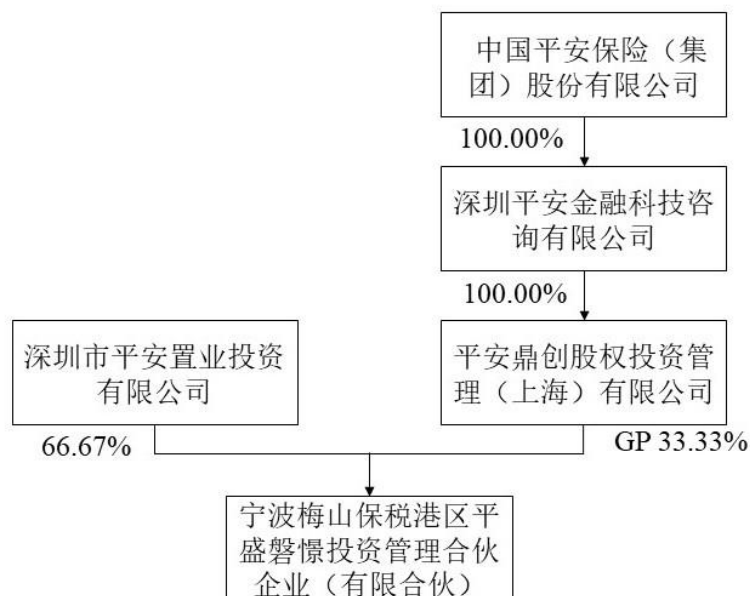 中国平安保险（集
团）股份有限公司
100.00%
深圳平安金融科技咨
询有限公司
100.00%
深圳市平安置业投资
有限公司
平安鼎创股权投资管
理（上海）有限公司
66.67%
GP 33.33%
宁波梅山保税港区平
盛磐憬投资管理合伙
企业（有限合伙）